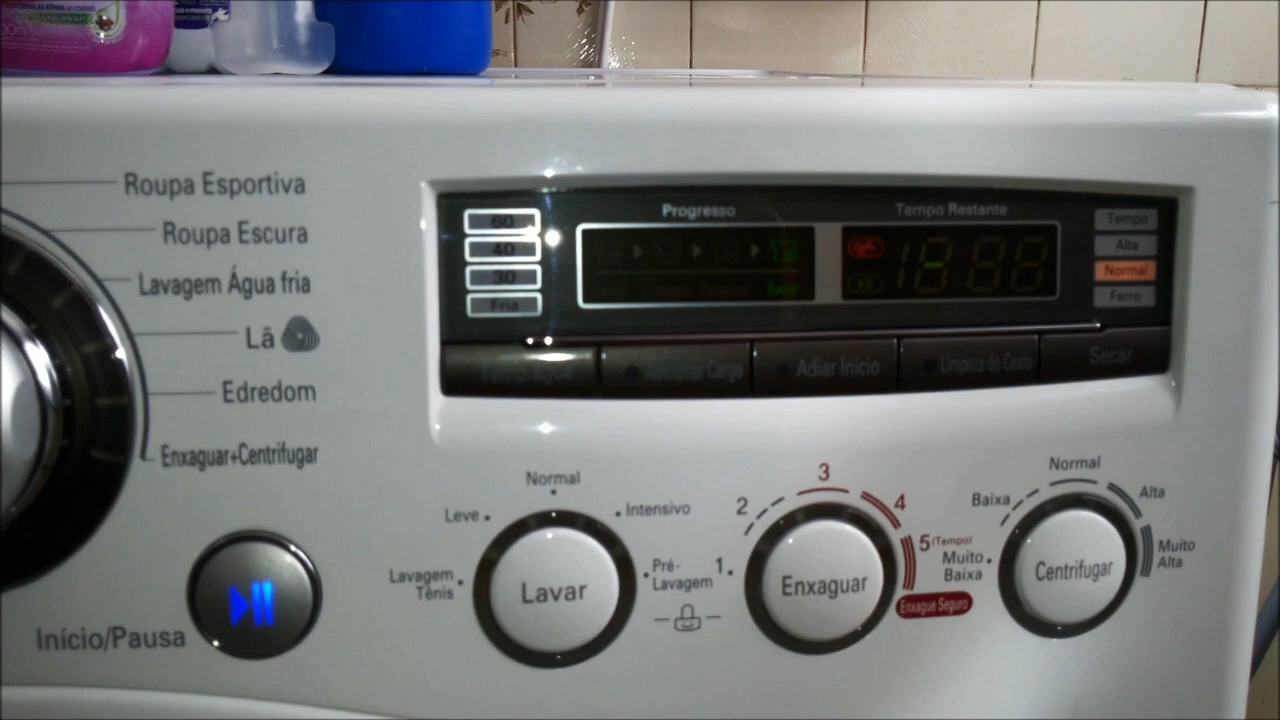 Roupa Esportiva
Roupa Escura
Lavagem Água fria
Lã
Edredom
Enxaguar+Centrifugar
Início/Pausa
Progresso
Tempo Restante
60
40
30
Fria
Tempo
Alta
Normal
Ferro
Adicionar Carga
Adiar Início
Limpeza do Cesto
Secar
Normal
Leve
Intensivo
Lavagem
Tênis
Pré-
Lavagem
Lavar
1
2
3
4
5 (Tempo)
Enxaguar
Enxague Seguro
Normal
Baixa
Alta
Muito
Baixa
Muito
Alta
Centrifugar